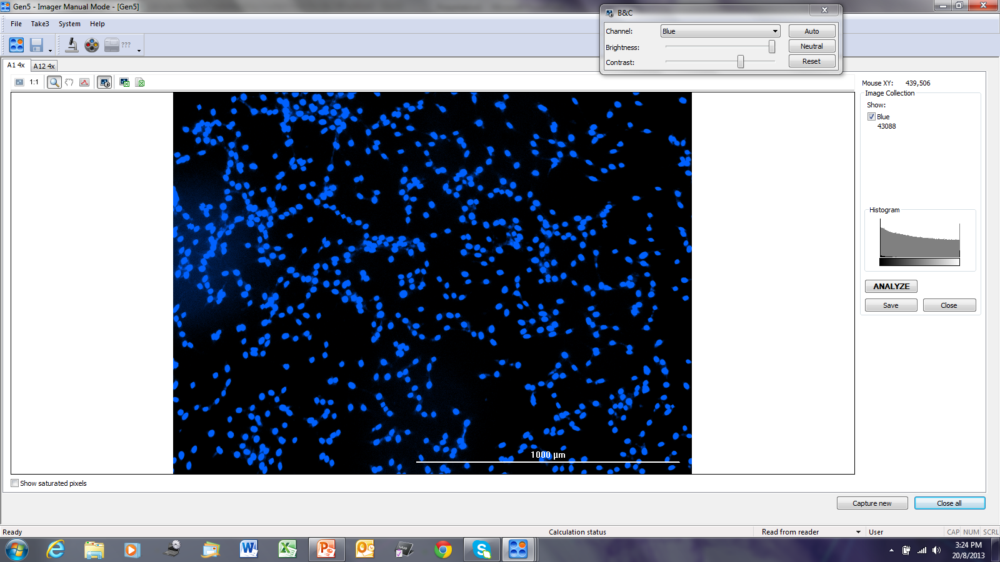 Gen5 - Imager Manual Mode - [Gen5]
File Take3 System Help
???
B&C
Channel: Blue Auto
Brightness: Neutral
Contrast: Reset
A1 4x A12 4x
1:1
Mouse XY: 439,506
Image Collection
Show:
Blue
43088
Histogram
ANALYZE
Save Close
1000 µm
Show saturated pixels
Capture new Close all
Ready Calculation status Read from reader User CAP NUM SCRL
3:24 PM
20/8/2013